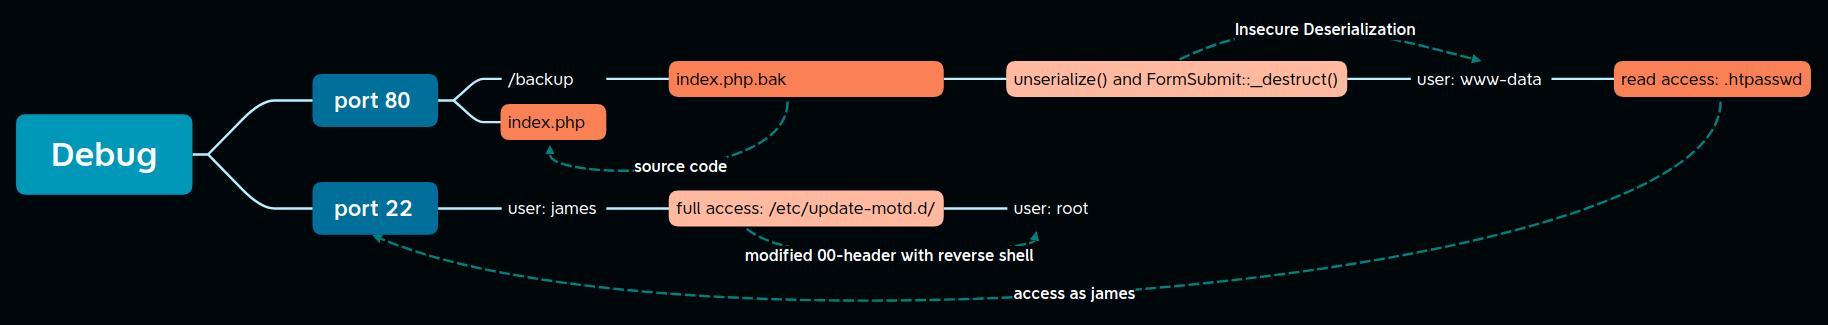 Insecure Deserialization
/backup
index.php.bak
unserialize() and FormSubmit::__destruct()
user: www-data
read access: .htpasswd
port 80
index.php
Debug
source code
port 22
user: james
full access: /etc/update-motd.d/
user: root
modified 00-header with reverse shell
access as james